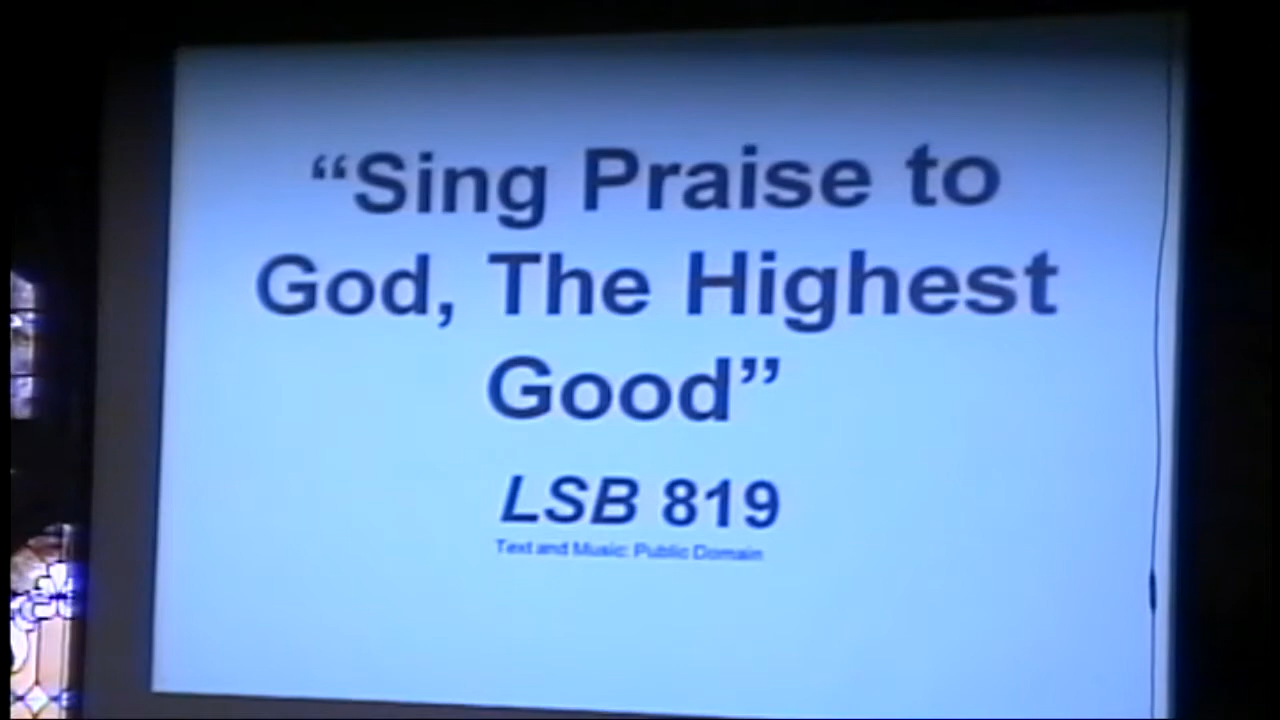 “Sing Praise to
God, The Highest
Good”
LSB 819
Text and Music: Public Domain